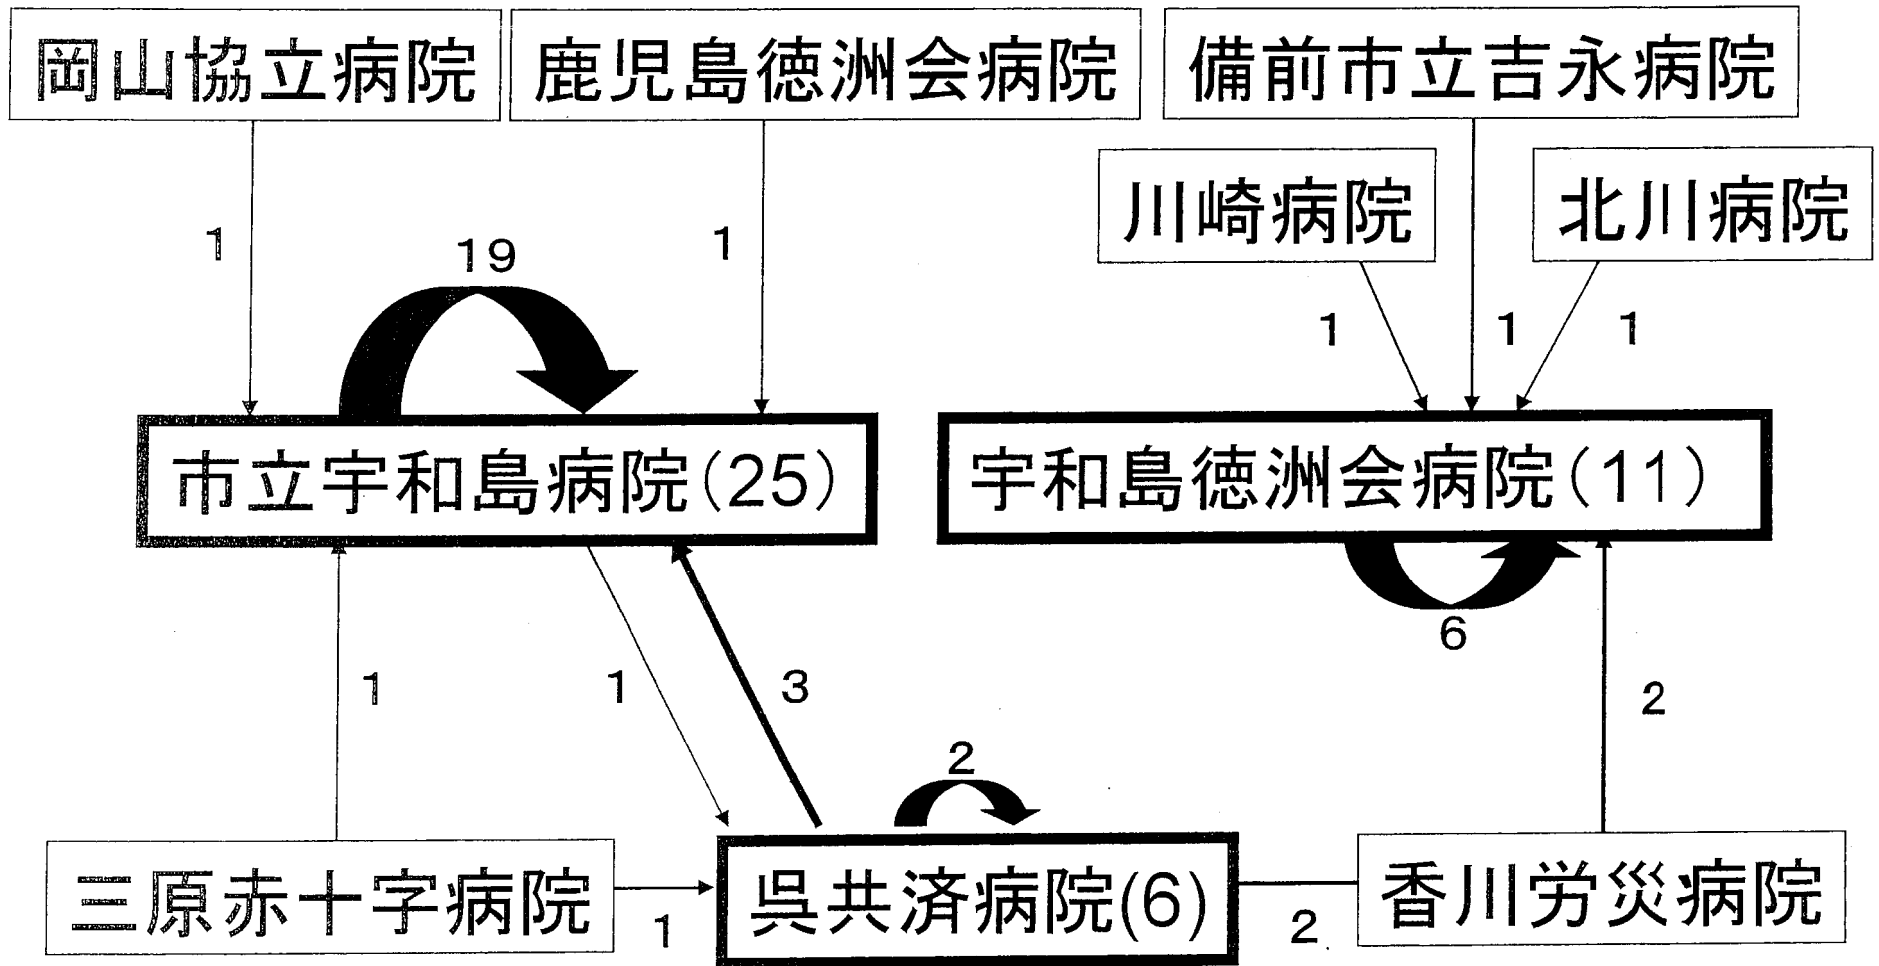 岡山協立病院
鹿児島徳洲会病院
備前市立吉永病院
川崎病院
北川病院
1
19
1
1
1
1
市立宇和島病院(25)
宇和島徳洲会病院(11)
6
1
1
3
2
2
三原赤十字病院
1
呉共済病院(6)
2
香川労災病院